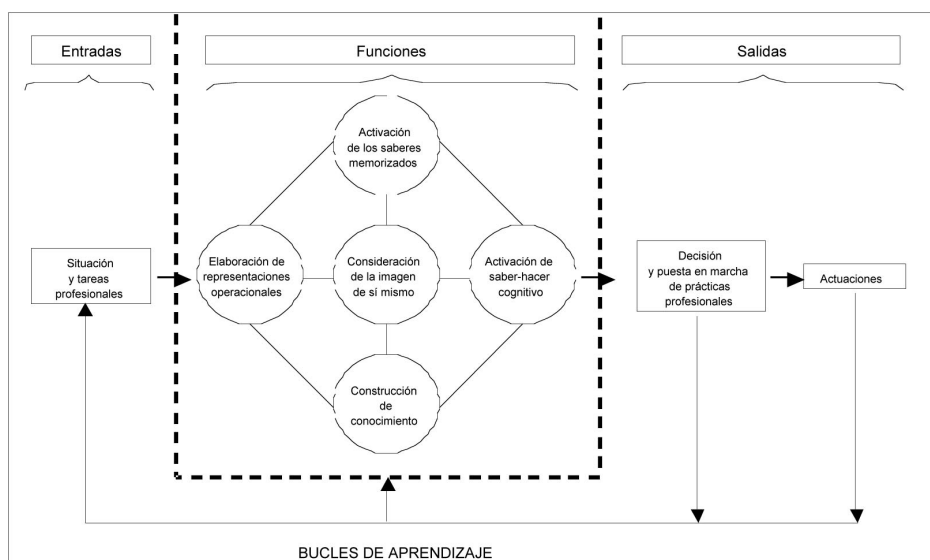 Entradas
Funciones
Salidas
Activación
de los saberes
memorizados
Situación
y tareas
profesionales
Elaboración de
representaciones
operacionales
Consideración
de la imagen
de sí mismo
Activación de
saber-hacer
cognitivo
Decisión
y puesta en marcha
de prácticas
profesionales
Actuaciones
Construcción
de
conocimiento
BUCLES DE APRENDIZAJE